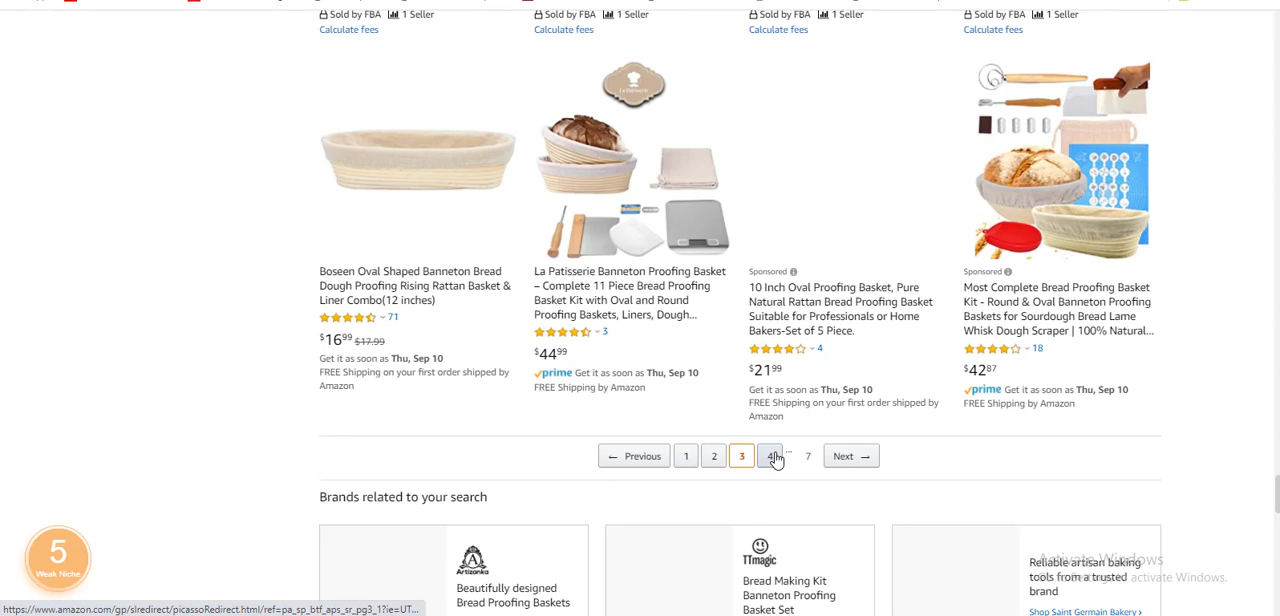 Sold by FBA 1 Seller
Calculate fees
Sold by FBA 1 Seller
Calculate fees
Sold by FBA 1 Seller
Calculate fees
Sold by FBA 1 Seller
Calculate fees
Boseen Oval Shaped Banneton Bread
Dough Proofing Rising Rattan Basket &
Liner Combo(12 inches)
71
$16 99 $17.99
Get it as soon as Thu, Sep 10
FREE Shipping on your first order shipped by
Amazon
La Patisserie Banneton Proofing Basket
– Complete 11 Piece Bread Proofing
Basket Kit with Oval and Round
Proofing Baskets, Liners, Dough...
3
$44 99
prime Get it as soon as Thu, Sep 10
FREE Shipping by Amazon
Sponsored
10 Inch Oval Proofing Basket, Pure
Natural Rattan Bread Proofing Basket
Suitable for Professionals or Home
Bakers-Set of 5 Piece.
4
$21 99
Get it as soon as Thu, Sep 10
FREE Shipping on your first order shipped by
Amazon
Sponsored
Most Complete Bread Proofing Basket
Kit - Round & Oval Banneton Proofing
Baskets for Sourdough Bread Lame
Whisk Dough Scraper | 100% Natural...
18
$42 87
prime Get it as soon as Thu, Sep 10
FREE Shipping by Amazon
← Previous 1 2 3 4 ... 7 Next →
Brands related to your search
Beautifully designed
Bread Proofing Baskets
TTmagic
Bread Making Kit
Banneton Proofing
Basket Set
Reliable artisan baking
tools from a trusted
brand
Shop Saint Germain Bakery ›
5
Weak Niche
Activate Windows
activate Windows.
https://www.amazon.com/gp/slredirect/picassoRedirect.html/ref=pa_sp_btf_aps_sr_pg3_1?ie=UT...